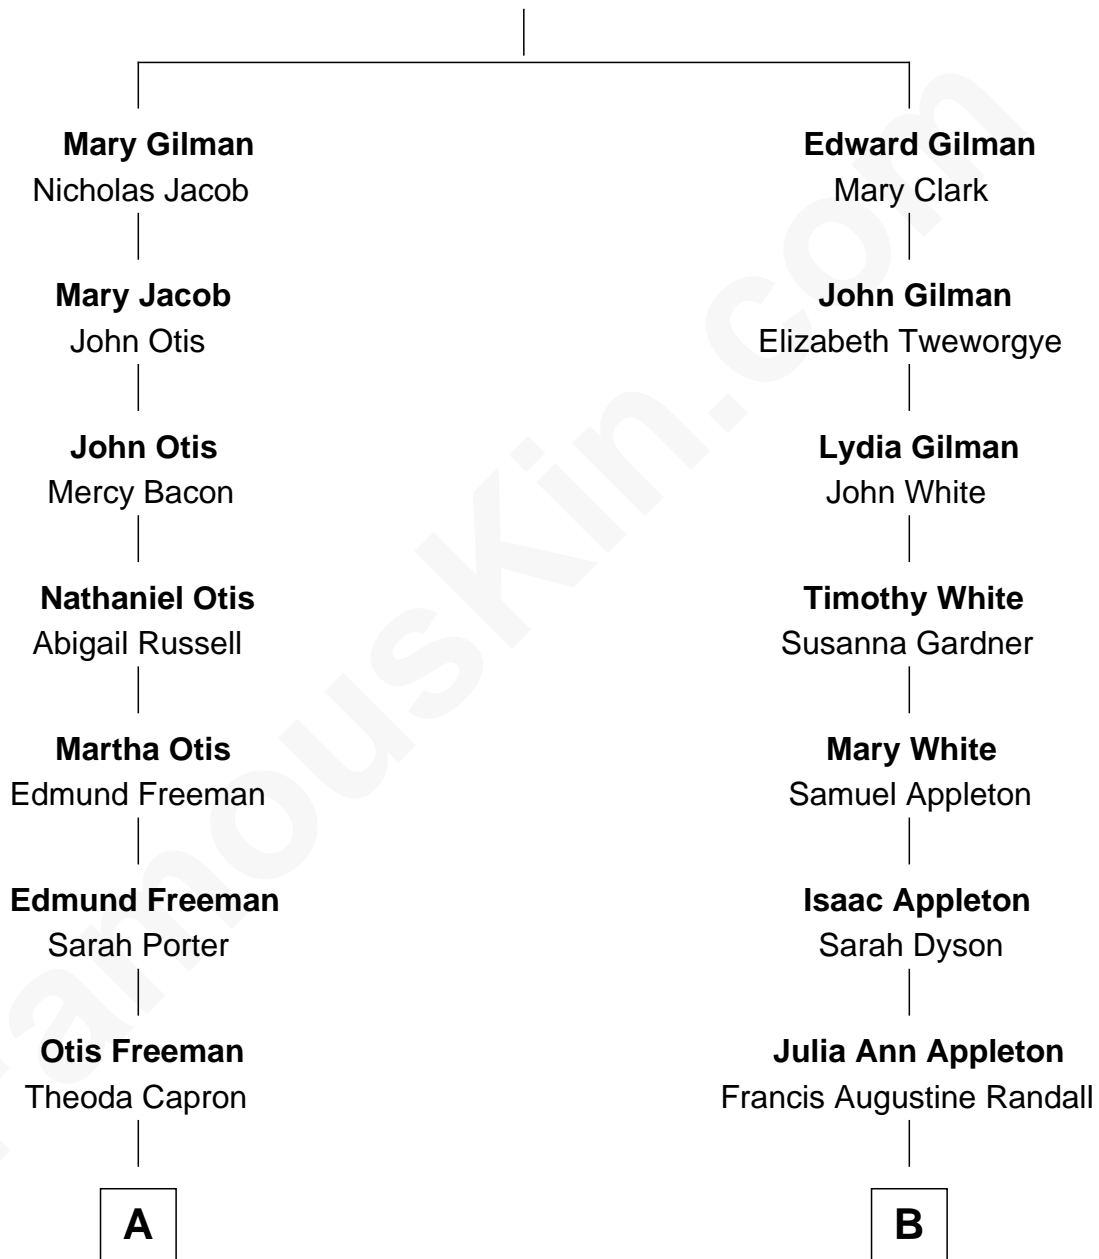 Mary Gilman
Nicholas Jacob
Mary Jacob
John Otis
John Otis
Mercy Bacon
Nathaniel Otis
Abigail Russell
Martha Otis
Edmund Freeman
Edmund Freeman
Sarah Porter
Otis Freeman
Theoda Capron
A
Edward Gilman
Mary Clark
John Gilman
Elizabeth Tweworgye
Lydia Gilman
John White
Timothy White
Susanna Gardner
Mary White
Samuel Appleton
Isaac Appleton
Sarah Dyson
Julia Ann Appleton
Francis Augustine Randall
B
FamousKin.com